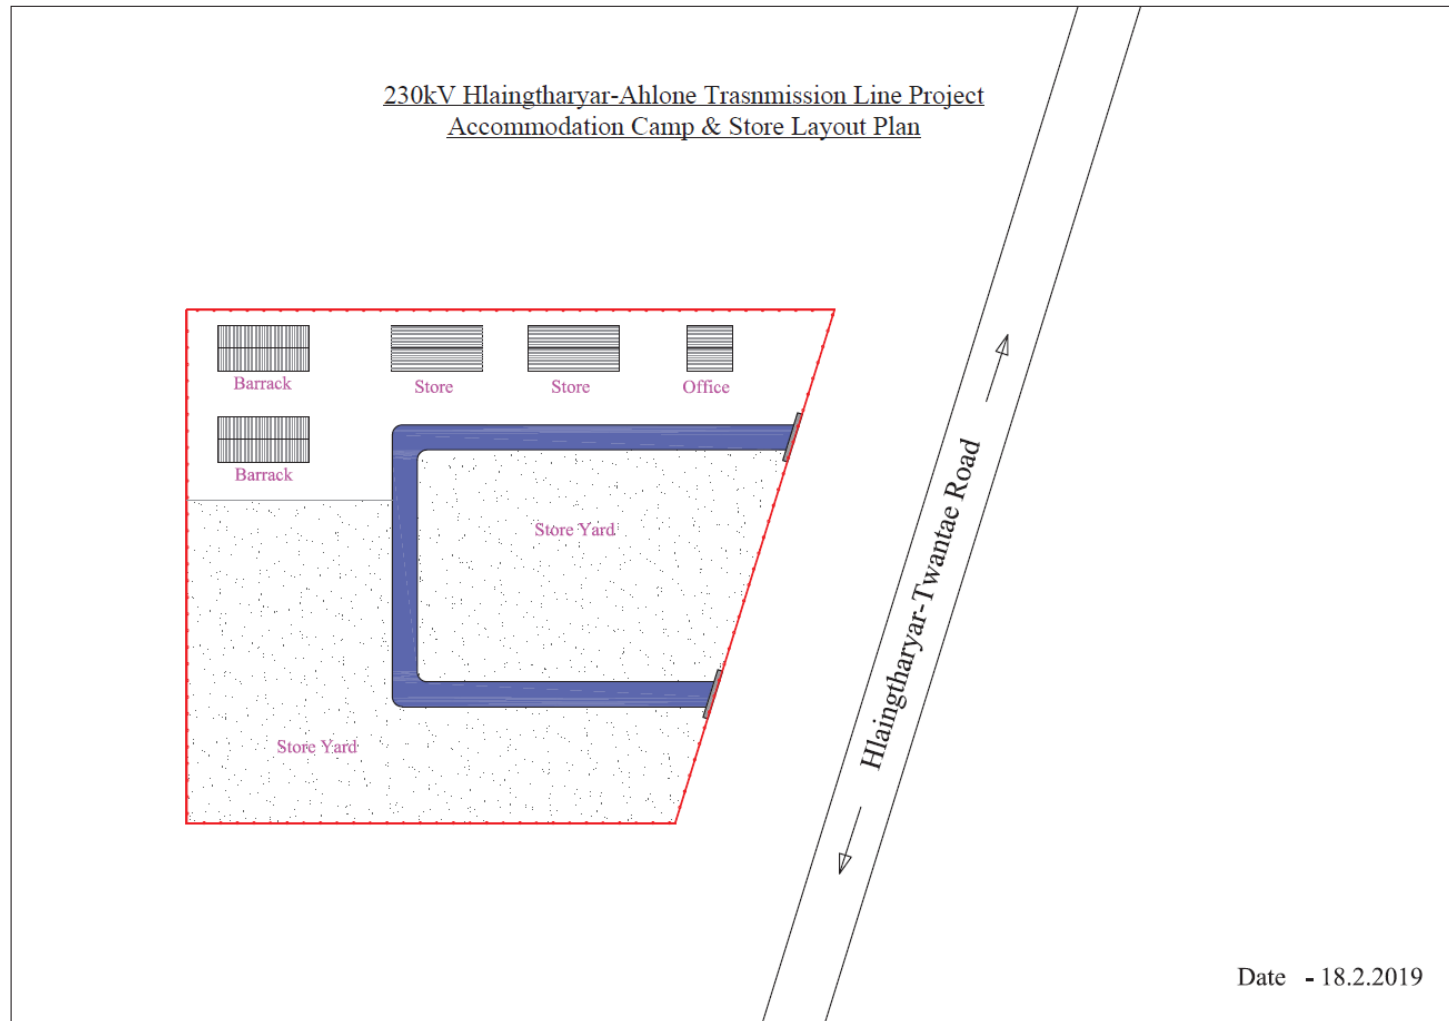 230kV Hlaingtharyar-Ahlone Trasnmission Line Project
Accommodation Camp & Store Layout Plan
Barrack
Store
Store
Office
Barrack
Store Yard
Store Yard
Hlaingtharyar-Twantae Road
Date - 18.2.2019